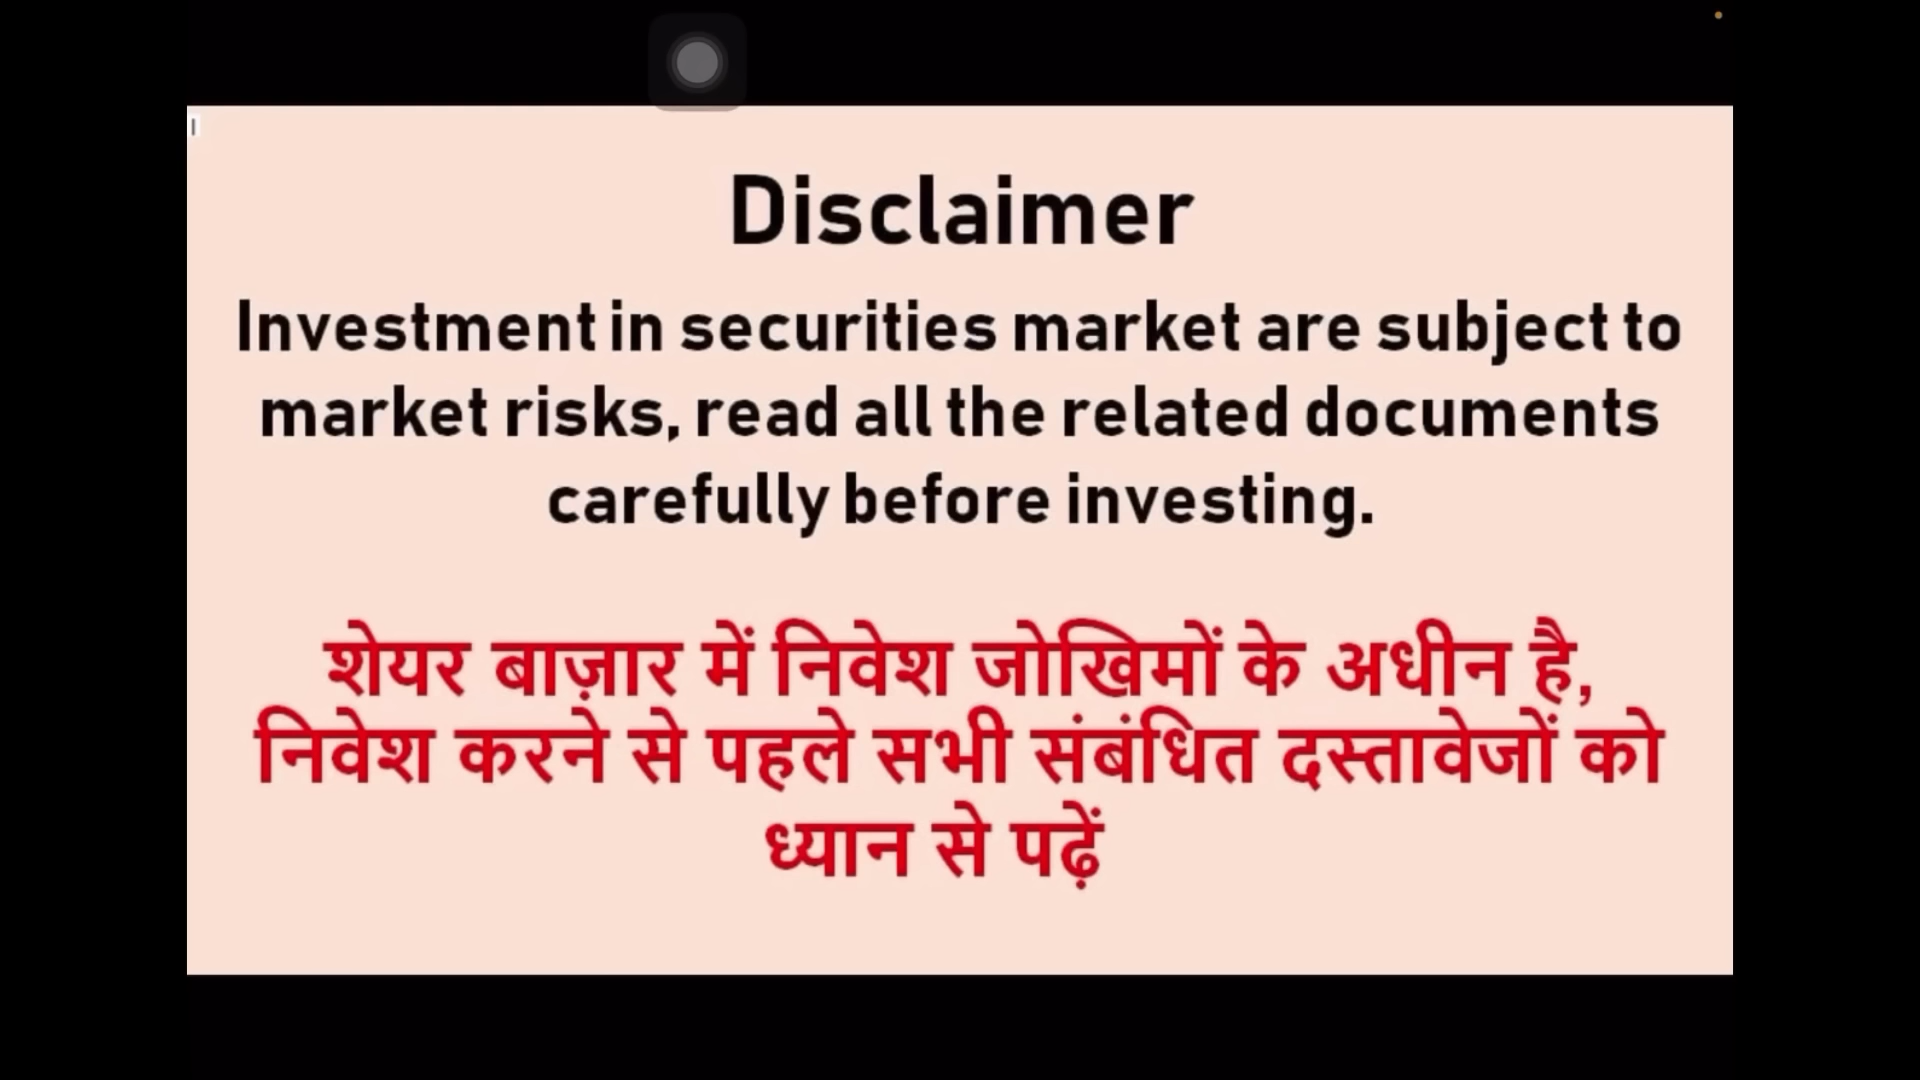 Disclaimer
Investment in securities market are subject to
market risks, read all the related documents
carefully before investing.
शेयर बाज़ार में निवेश जोखिमों के अधीन है,
निवेश करने से पहले सभी संबंधित दस्तावेजों को
ध्यान से पढ़ें